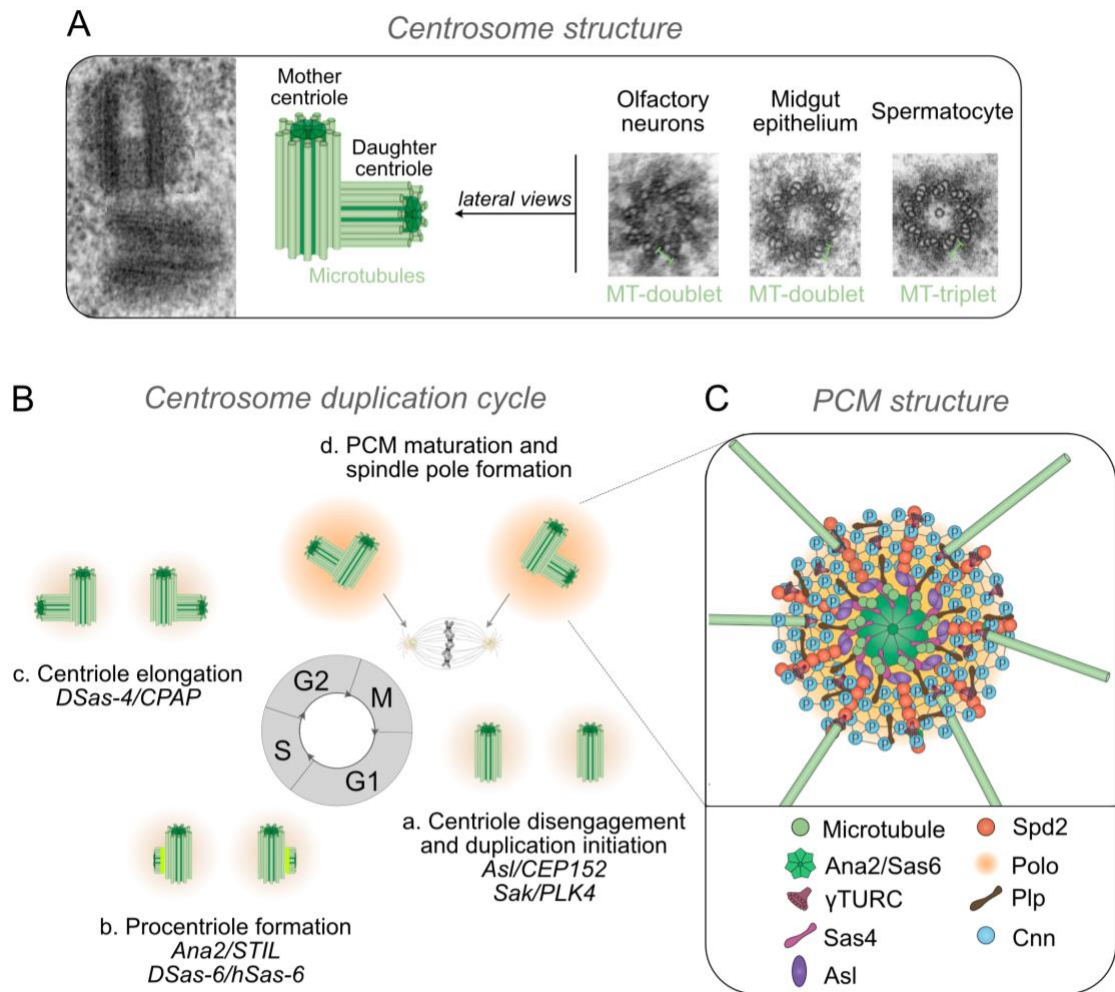 A
Centrosome structure
Mother
centriole
Daughter
centriole
Microtubules
lateral views
Olfactory
neurons
Midgut
epithelium
Spermatocyte
MT-doublet
MT-doublet
MT-triplet
B
Centrosome duplication cycle
d. PCM maturation and
spindle pole formation
c. Centriole elongation
DSas-4/CPAP
G2
M
S
G1
a. Centriole disengagement
and duplication initiation
Asl/CEP152
Sak/PLK4
b. Procentriole formation
Ana2/STIL
DSas-6/hSas-6
C
PCM structure
Microtubule
Ana2/Sas6
γTURC
Sas4
Asl
Spd2
Polo
Plp
Cnn